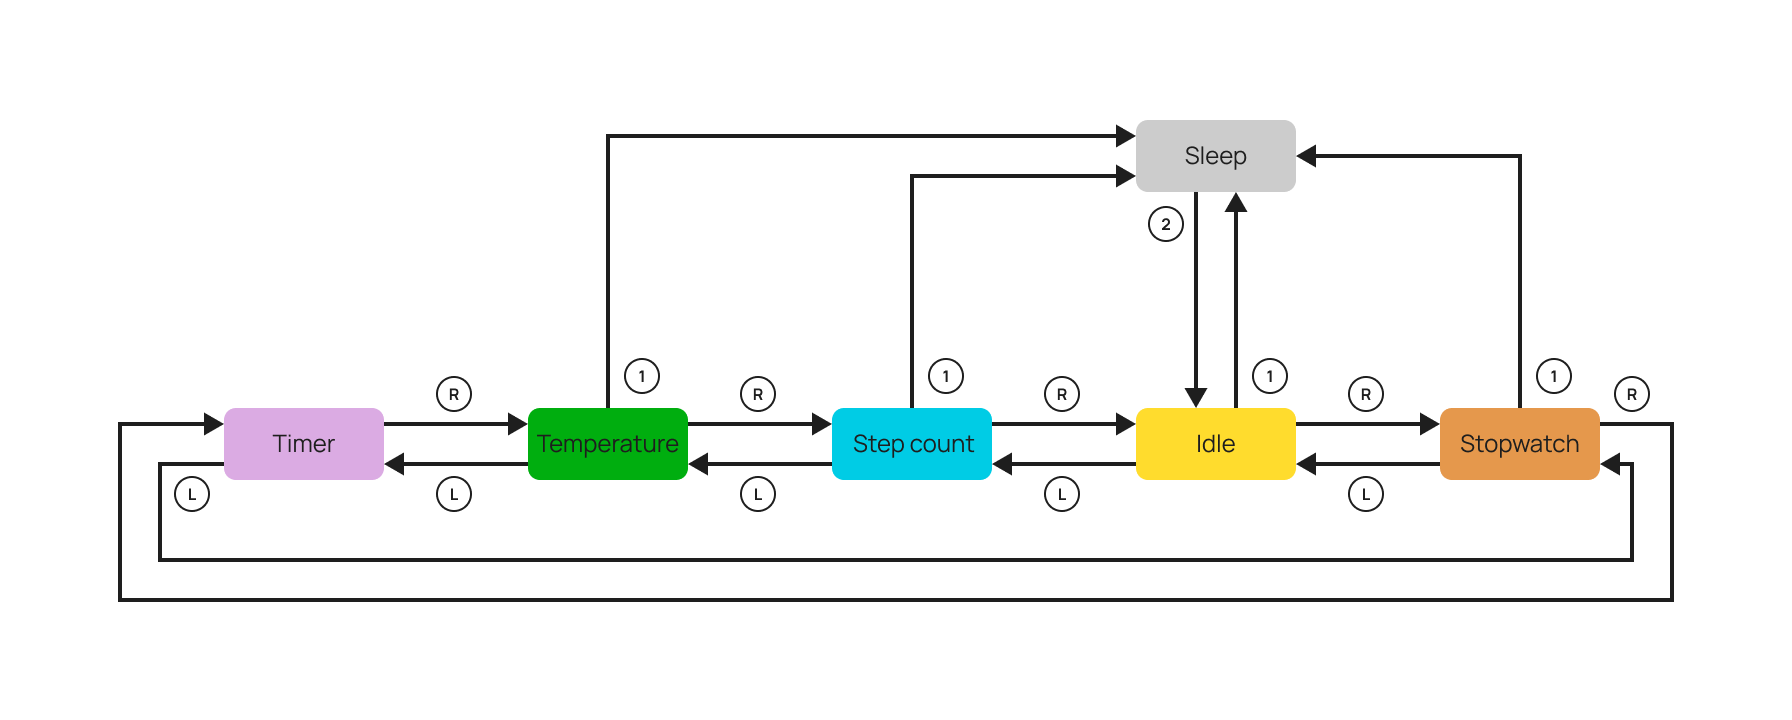 Sleep
2
1
1
1
1
R
R
R
R
R
Timer
Temperature
Step count
Idle
Stopwatch
L
L
L
L
L